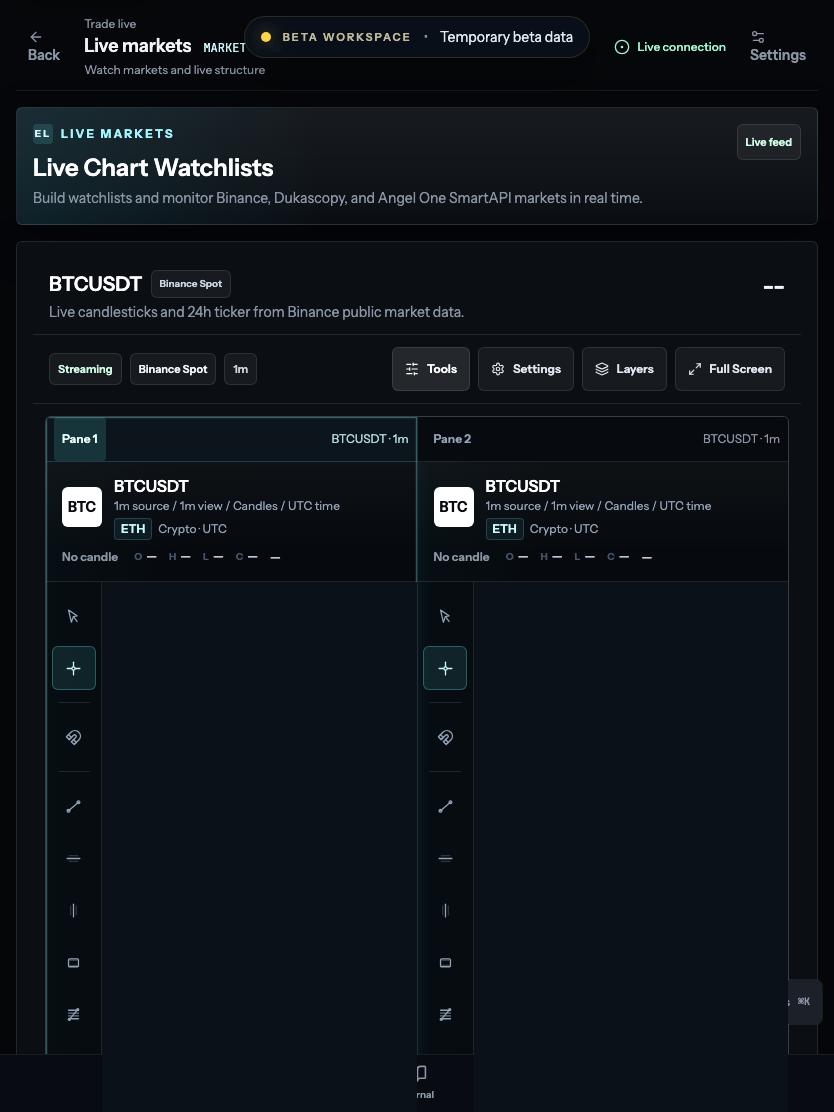 Back
Trade live
Live markets MARKET
Watch markets and live structure
BETA WORKSPACE · Temporary beta data
Live connection
Settings
EL LIVE MARKETS
Live Chart Watchlists
Build watchlists and monitor Binance, Dukascopy, and Angel One SmartAPI markets in real time.
Live feed
BTCUSDT Binance Spot
--
Live candlesticks and 24h ticker from Binance public market data.
Streaming Binance Spot 1m Tools Settings Layers Full Screen
Pane 1 BTCUSDT · 1m
BTC
BTCUSDT
1m source / 1m view / Candles / UTC time
ETH Crypto · UTC
No candle O — H — L — C — —
Pane 2 BTCUSDT · 1m
BTC
BTCUSDT
1m source / 1m view / Candles / UTC time
ETH Crypto · UTC
No candle O — H — L — C — —
⌘K
rnal